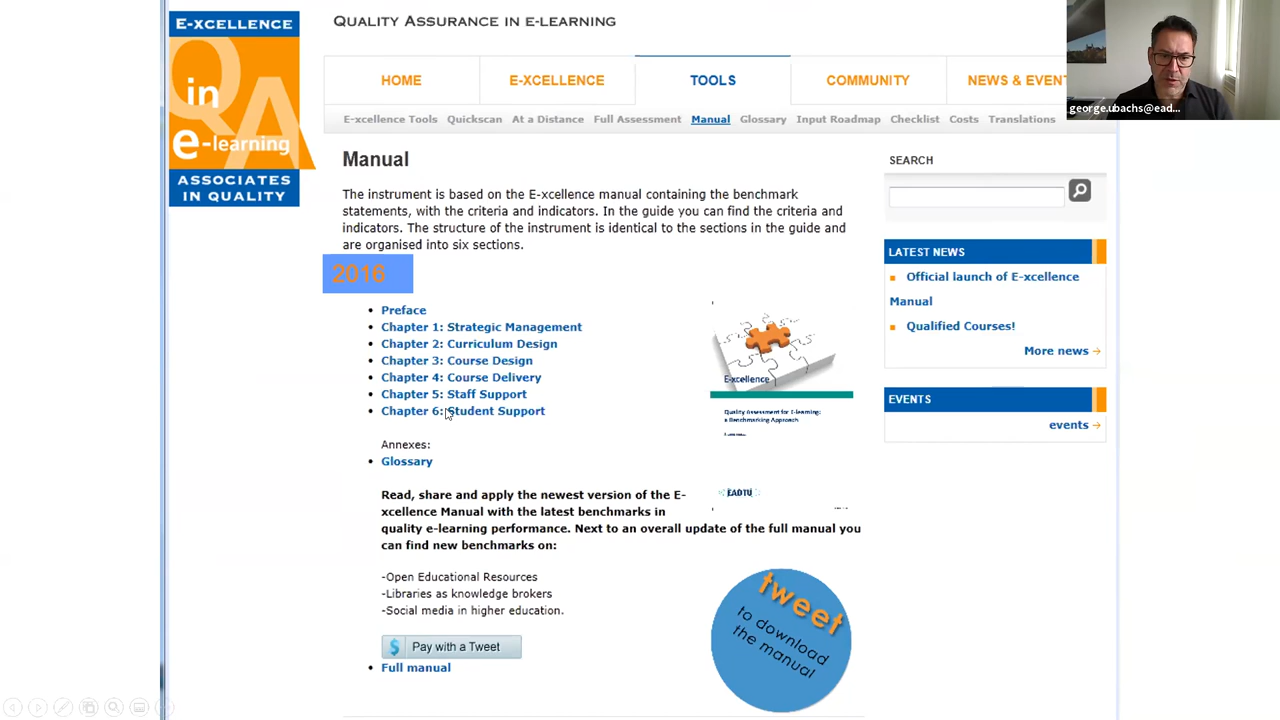 E-XCELLENCE
QUALITY ASSURANCE IN E-LEARNING
in
QA
e-learning
ASSOCIATES
IN QUALITY
HOME
E-XCELLENCE
TOOLS
COMMUNITY
NEWS & EVENT
george.ubachs@ead...
E-xcellence Tools
Quickscan
At a Distance
Full Assessment
Manual
Glossary
Input Roadmap
Checklist
Costs
Translations
Manual
The instrument is based on the E-xcellence manual containing the benchmark
statements, with the criteria and indicators. In the guide you can find the criteria and
indicators. The structure of the instrument is identical to the sections in the guide and
are organised into six sections.
2016
Preface
Chapter 1: Strategic Management
Chapter 2: Curriculum Design
Chapter 3: Course Design
Chapter 4: Course Delivery
Chapter 5: Staff Support
Chapter 6: Student Support
Annexes:
Glossary
E-xcellence
Quality Assessment for E-learning:
a Benchmarking Approach
EADTU
Read, share and apply the newest version of the E-
xcellence Manual with the latest benchmarks in
quality e-learning performance. Next to an overall update of the full manual you
can find new benchmarks on:
-Open Educational Resources
-Libraries as knowledge brokers
-Social media in higher education.
$ Pay with a Tweet
Full manual
tweet
to download
the manual
SEARCH
LATEST NEWS
Official launch of E-xcellence
Manual
Qualified Courses!
More news
EVENTS
events